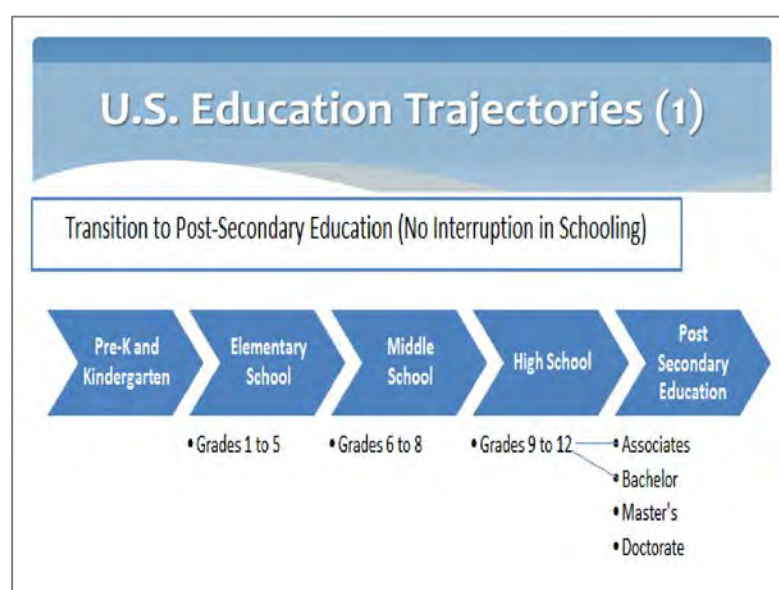 U.S. Education Trajectories (1)
Transition to Post-Secondary Education (No Interruption in Schooling)
Pre-K and
Kindergarten
Elementary
School
Middle
School
High School
Post
Secondary
Education
• Grades 1 to 5
• Grades 6 to 8
• Grades 9 to 12
• Associates
• Bachelor
• Master's
• Doctorate